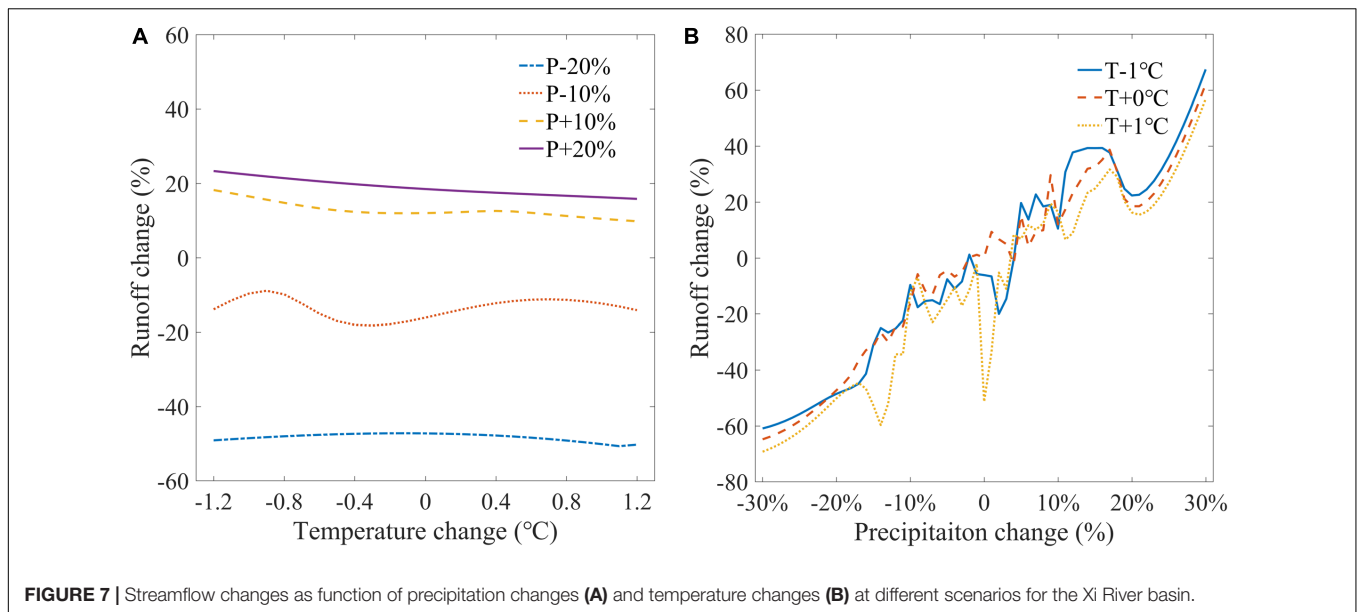 A
60
40
20
0
-20
-40
-60
Runoff change (%)
-1.2
-0.8
-0.4
0
0.4
0.8
1.2
Temperature change (°C)
P-20%
P-10%
P+10%
P+20%
B
80
60
40
20
0
-20
-40
-60
-80
Runoff change (%)
-30%
-20%
-10%
0
10%
20%
30%
Precipitaiton change (%)
T-1°C
T+0°C
T+1°C
FIGURE 7 | Streamflow changes as function of precipitation changes (A) and temperature changes (B) at different scenarios for the Xi River basin.